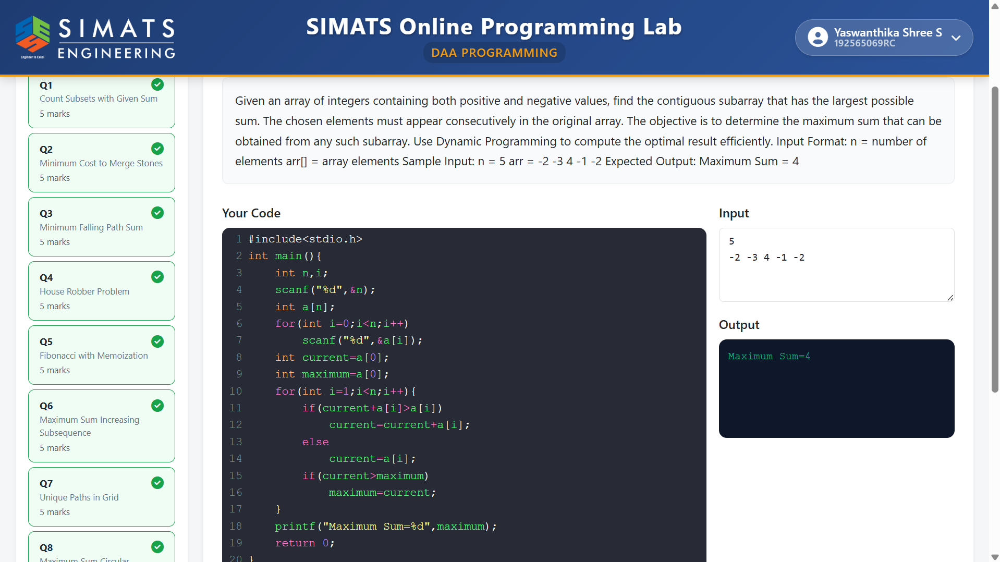 SIMATS
ENGINEERING
Engineer to Excel
SIMATS Online Programming Lab
DAA PROGRAMMING
Yaswanthika Shree S
192565069RC
Q1
Count Subsets with Given Sum
5 marks
Q2
Minimum Cost to Merge Stones
5 marks
Q3
Minimum Falling Path Sum
5 marks
Q4
House Robber Problem
5 marks
Q5
Fibonacci with Memoization
5 marks
Q6
Maximum Sum Increasing
Subsequence
5 marks
Q7
Unique Paths in Grid
5 marks
Q8
Maximum Sum Circular
Given an array of integers containing both positive and negative values, find the contiguous subarray that has the largest possible
sum. The chosen elements must appear consecutively in the original array. The objective is to determine the maximum sum that can be
obtained from any such subarray. Use Dynamic Programming to compute the optimal result efficiently. Input Format: n = number of
elements arr[] = array elements Sample Input: n = 5 arr = -2 -3 4 -1 -2 Expected Output: Maximum Sum = 4
Your Code
1 #include<stdio.h>
2 int main(){
3     int n,i;
4     scanf("%d",&n);
5     int a[n];
6     for(int i=0;i<n;i++)
7         scanf("%d",&a[i]);
8     int current=a[0];
9     int maximum=a[0];
10     for(int i=1;i<n;i++){
11         if(current+a[i]>a[i])
12             current=current+a[i];
13         else
14             current=a[i];
15         if(current>maximum)
16             maximum=current;
17     }
18     printf("Maximum Sum=%d",maximum);
19     return 0;
20 }
Input
5
-2 -3 4 -1 -2
Output
Maximum Sum=4